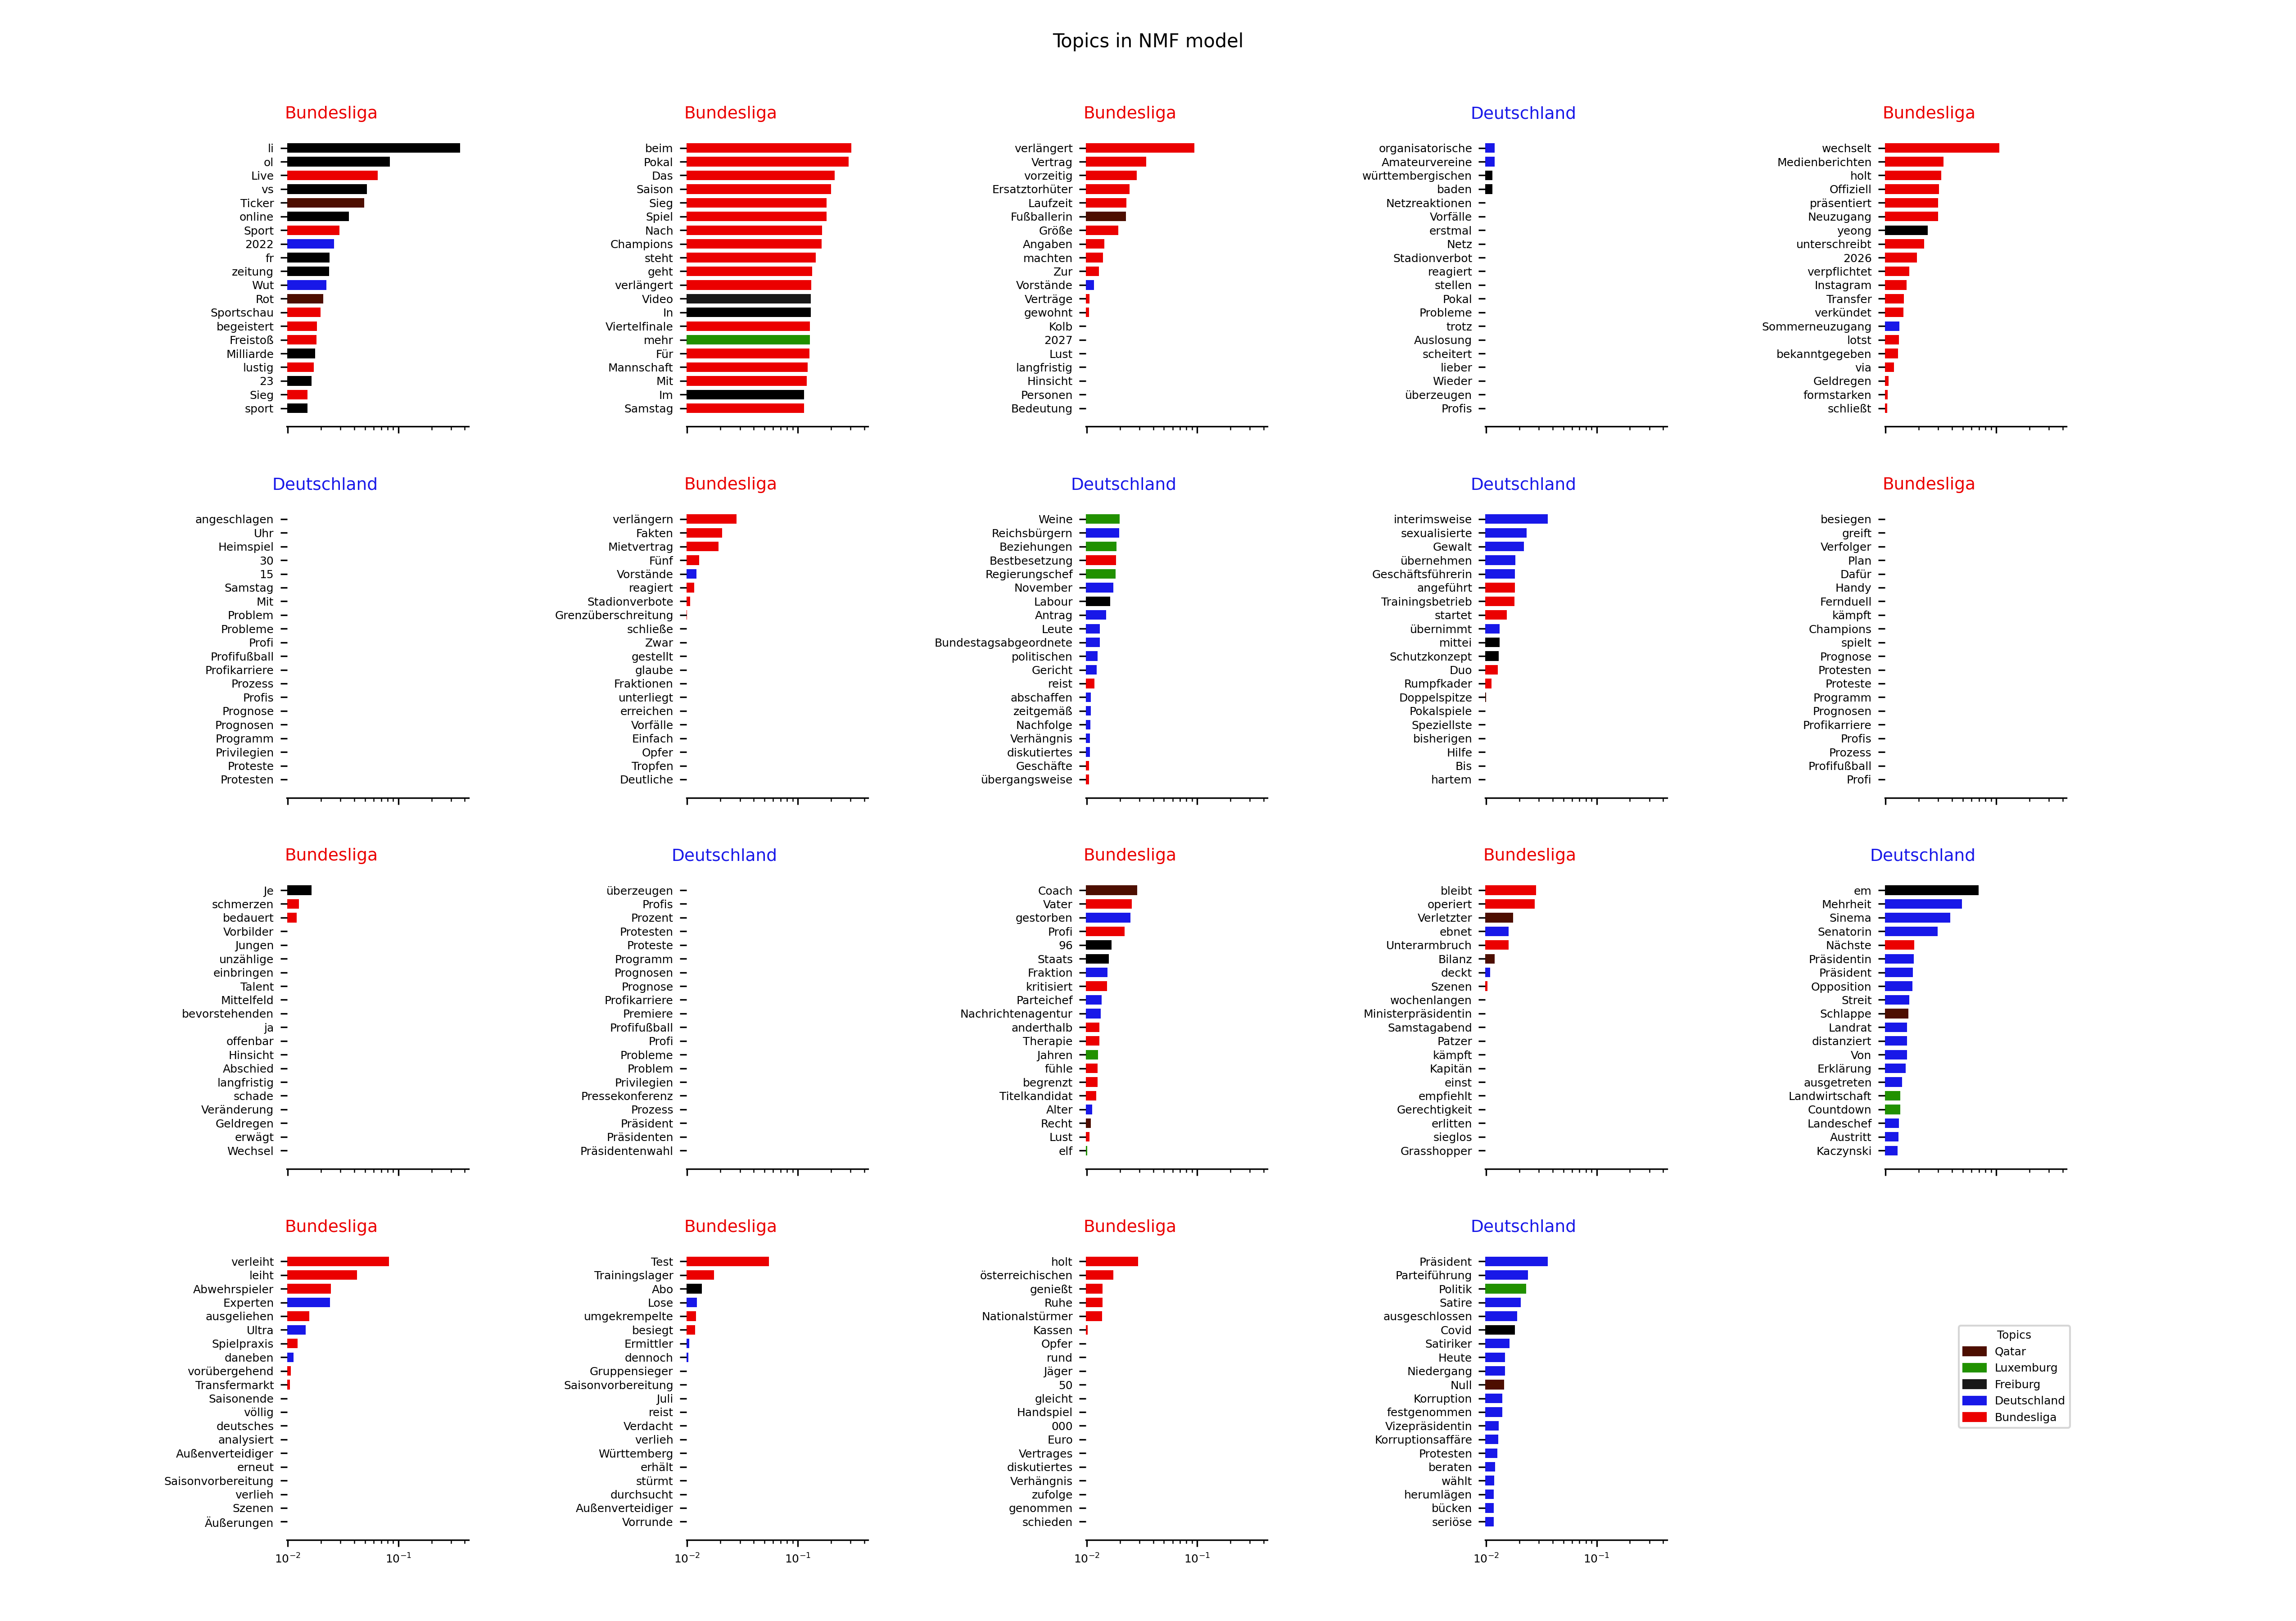 Topics in NMF model
Bundesliga
li
ol
Live
vs
Ticker
online
Sport
2022
fr
zeitung
Wut
Rot
Sportschau
begeistert
Freistoß
Milliarde
lustig
23
Sieg
sport
Bundesliga
beim
Pokal
Das
Saison
Sieg
Spiel
Nach
Champions
steht
geht
verlängert
Video
In
Viertelfinale
mehr
Für
Mannschaft
Mit
Im
Samstag
Bundesliga
verlängert
Vertrag
vorzeitig
Ersatztorhüter
Laufzeit
Fußballerin
Größe
Angaben
machten
Zur
Vorstände
Verträge
gewohnt
Kolb
2027
Lust
langfristig
Hinsicht
Personen
Bedeutung
Deutschland
organisatorische
Amateurvereine
württembergischen
baden
Netzreaktionen
Vorfälle
erstmal
Netz
Stadionverbot
reagiert
stellen
Pokal
Probleme
trotz
Auslosung
scheitert
lieber
Wieder
überzeugen
Profis
Bundesliga
wechselt
Medienberichten
holt
Offiziell
präsentiert
Neuzugang
yeong
unterschreibt
2026
verpflichtet
Instagram
Transfer
verkündet
Sommerneuzugang
lotst
bekanntgegeben
via
Geldregen
formstarken
schließt
Deutschland
angeschlagen
Uhr
Heimspiel
30
15
Samstag
Mit
Problem
Probleme
Profi
Profifußball
Profikarriere
Prozess
Profis
Prognose
Prognosen
Programm
Privilegien
Proteste
Protesten
Bundesliga
verlängern
Fakten
Mietvertrag
Fünf
Vorstände
reagiert
Stadionverbote
Grenzüberschreitung
schließe
Zwar
gestellt
glaube
Fraktionen
unterliegt
erreichen
Vorfälle
Einfach
Opfer
Tropfen
Deutliche
Deutschland
Weine
Reichsbürgern
Beziehungen
Bestbesetzung
Regierungschef
November
Labour
Antrag
Leute
Bundestagsabgeordnete
politischen
Gericht
reist
abschaffen
zeitgemäß
Nachfolge
Verhängnis
diskutiertes
Geschäfte
übergangsweise
Deutschland
interimsweise
sexualisierte
Gewalt
übernehmen
Geschäftsführerin
angeführt
Trainingsbetrieb
startet
übernimmt
mittei
Schutzkonzept
Duo
Rumpfkader
Doppelspitze
Pokalspiele
Speziellste
bisherigen
Hilfe
Bis
hartem
Bundesliga
besiegen
greift
Verfolger
Plan
Dafür
Handy
Fernduell
kämpft
Champions
spielt
Prognose
Protesten
Proteste
Programm
Prognosen
Profikarriere
Profis
Prozess
Profifußball
Profi
Bundesliga
Je
schmerzen
bedauert
Vorbilder
Jungen
unzählige
einbringen
Talent
Mittelfeld
bevorstehenden
ja
offenbar
Hinsicht
Abschied
langfristig
schade
Veränderung
Geldregen
erwägt
Wechsel
Deutschland
überzeugen
Profis
Prozent
Protesten
Proteste
Programm
Prognosen
Prognose
Profikarriere
Premiere
Profifußball
Profi
Probleme
Problem
Privilegien
Pressekonferenz
Prozess
Präsident
Präsidenten
Präsidentenwahl
Bundesliga
Coach
Vater
gestorben
Profi
96
Staats
Fraktion
kritisiert
Parteichef
Nachrichtenagentur
anderthalb
Therapie
Jahren
fühle
begrenzt
Titelkandidat
Alter
Recht
Lust
elf
Bundesliga
bleibt
operiert
Verletzter
ebnet
Unterarmbruch
Bilanz
deckt
Szenen
wochenlangen
Ministerpräsidentin
Samstagabend
Patzer
kämpft
Kapitän
einst
empfiehlt
Gerechtigkeit
erlitten
sieglos
Grasshopper
Deutschland
em
Mehrheit
Sinema
Senatorin
Nächste
Präsidentin
Präsident
Opposition
Streit
Schlappe
Landrat
distanziert
Von
Erklärung
ausgetreten
Landwirtschaft
Countdown
Landeschef
Austritt
Kaczynski
Bundesliga
verleiht
leiht
Abwehrspieler
Experten
ausgeliehen
Ultra
Spielpraxis
daneben
vorübergehend
Transfermarkt
Saisonende
völlig
deutsches
analysiert
Außenverteidiger
erneut
Saisonvorbereitung
verlieh
Szenen
Äußerungen
10⁻² 10⁻¹
Bundesliga
Test
Trainingslager
Abo
Lose
umgekrempelte
besiegt
Ermittler
dennoch
Gruppensieger
Saisonvorbereitung
Juli
reist
Verdacht
verlieh
Württemberg
erhält
stürmt
durchsucht
Außenverteidiger
Vorrunde
10⁻² 10⁻¹
Bundesliga
holt
österreichischen
genießt
Ruhe
Nationalstürmer
Kassen
Opfer
rund
Jäger
50
gleicht
Handspiel
000
Euro
Vertrages
diskutiertes
Verhängnis
zufolge
genommen
schieden
10⁻² 10⁻¹
Deutschland
Präsident
Parteiführung
Politik
Satire
ausgeschlossen
Covid
Satiriker
Heute
Niedergang
Null
Korruption
festgenommen
Vizepräsidentin
Korruptionsaffäre
Protesten
beraten
wählt
herumlägen
bücken
seriöse
10⁻² 10⁻¹
Topics
Qatar
Luxemburg
Freiburg
Deutschland
Bundesliga